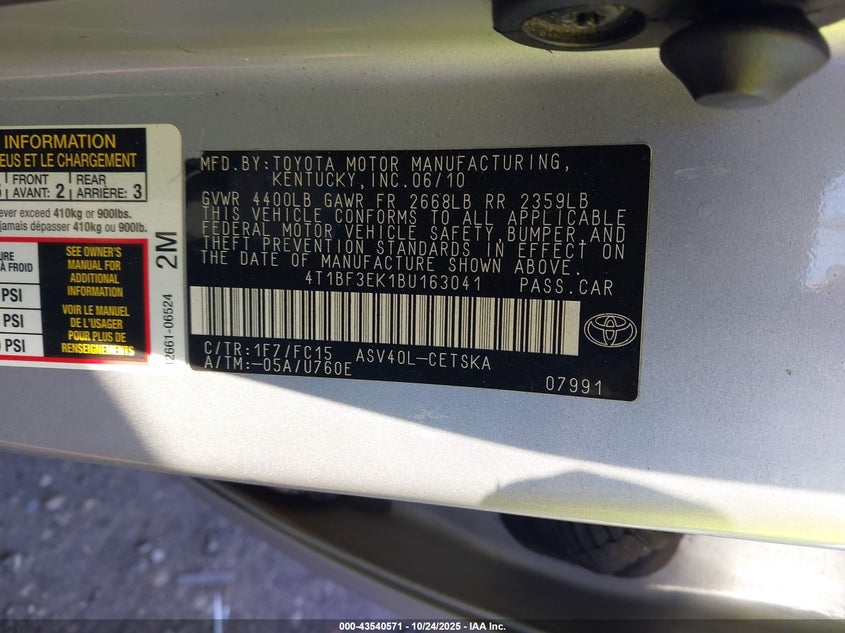 INFORMATION
EUS ET LE CHARGEMENT
FRONT
AVANT: 2
REAR
ARRIÈRE: 3
ever exceed 410kg or 900lbs.
jamais dépasser 410kg ou 900lb.
À FROID
PSI
PSI
PSI
SEE OWNER'S
MANUAL FOR
ADDITIONAL
INFORMATION
VOIR LE MANUEL
DE L'USAGER
POUR PLUS DE
RENSEIGNEMENTS
2M
42661-06524
MFD.BY:TOYOTA MOTOR MANUFACTURING,
KENTUCKY,INC.06/10
GVWR 4400LB GAWR FR 2668LB RR 2359LB
THIS VEHICLE CONFORMS TO ALL APPLICABLE
FEDERAL MOTOR VEHICLE SAFETY,BUMPER,AND
THEFT PREVENTION STANDARDS IN EFFECT ON
THE DATE OF MANUFACTURE SHOWN ABOVE.
4T1BF3EK1BU163041 PASS.CAR
C/TR:1F7/FC15 ASV40L-CETSKA
A/TM:-05A/U760E
07991
000-43540571 | 10/24/2025 | IAA Inc.